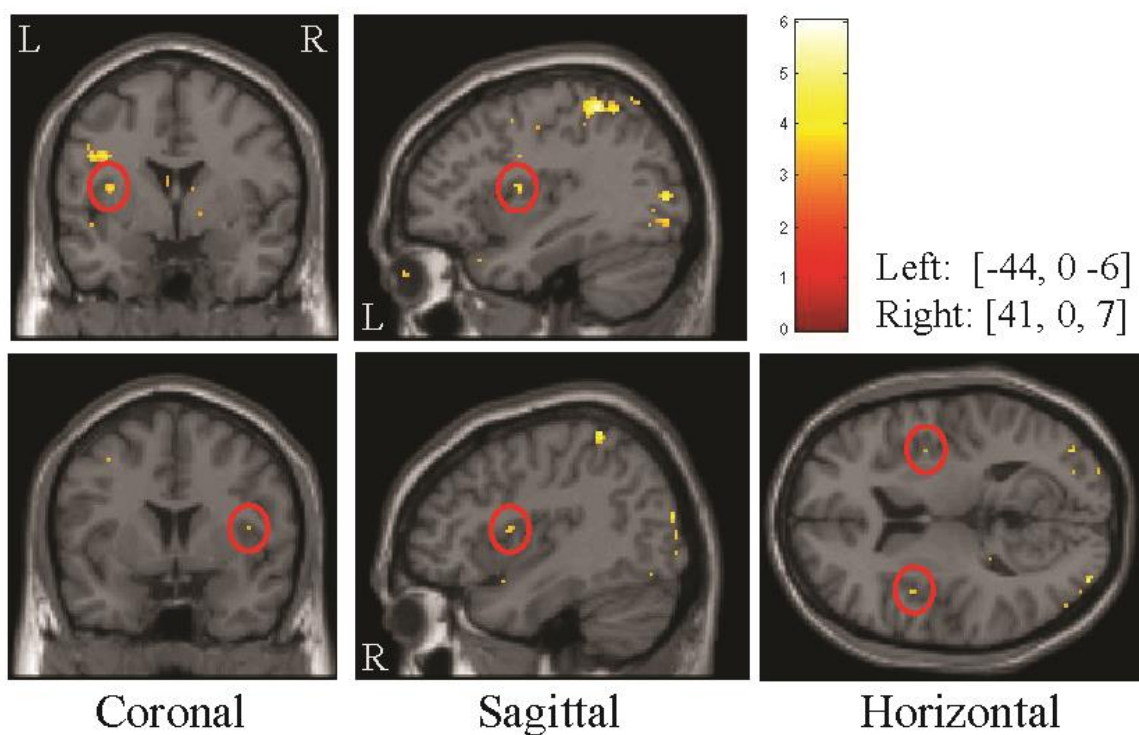 L R
L
6
5
4
3
2
1
0
Left: [-44, 0 -6]
Right: [41, 0, 7]
R
Coronal Sagittal Horizontal